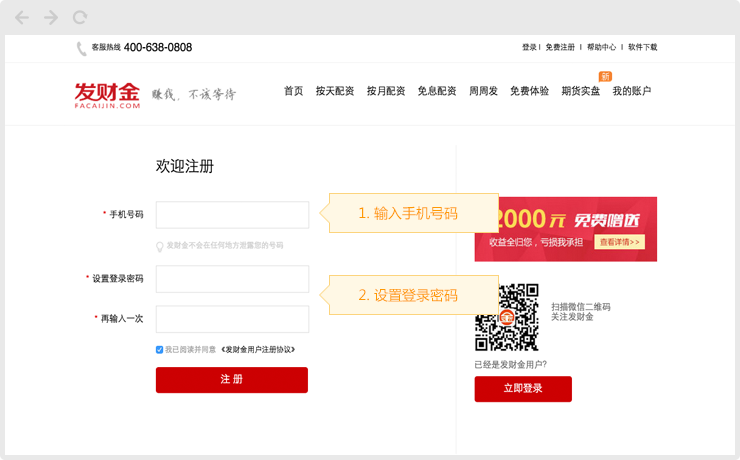 客服热线 400-638-0808
登录 | 免费注册 | 帮助中心 | 软件下载
发财金
FACAIJIN.COM
赚钱，不该等待
新
首页 按天配资 按月配资 免息配资 周周发 免费体验 期货实盘 我的账户
欢迎注册
* 手机号码
1. 输入手机号码
发财金不会在任何地方泄露您的号码
* 设置登录密码
2. 设置登录密码
* 再输入一次
我已阅读并同意 《发财金用户注册协议》
注 册
2000元 免费赠送
收益全归您，亏损我承担 查看详情>>
金
扫描微信二维码
关注发财金
已经是发财金用户?
立即登录